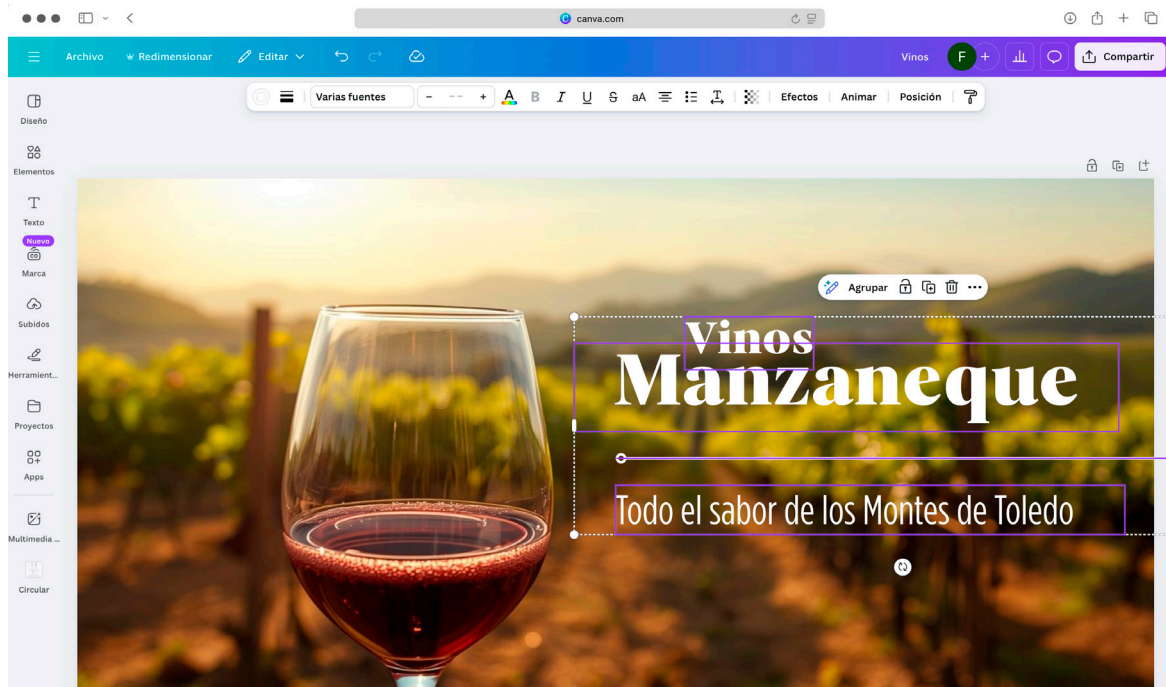 canva.com
Archivo
Redimensionar
Editar
Vinos
F
+
Compartir
Diseño
Elementos
Texto
Nuevo
Marca
Subidos
Herramient...
Proyectos
Apps
Multimedia ...
Circular
Varias fuentes
- -- +
A B I U S aA
Efectos
Animar
Posición
Agrupar
Vinos
Manzaneque
Todo el sabor de los Montes de Toledo